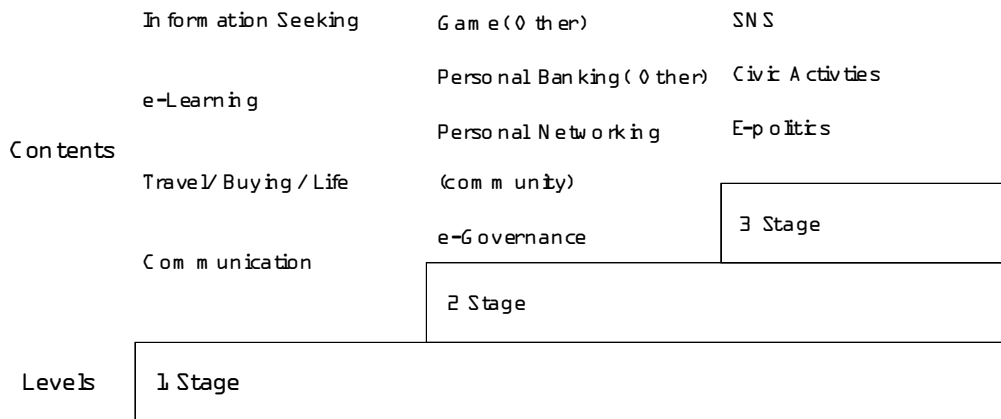 Contents
Information Seeking
e-Learning
Travel/Buying/Life
Communication
Game(Other)
Personal Banking(Other)
Personal Networking
(community)
e-Governance
SNS
Civic Activties
E-politics
3 Stage
2 Stage
Levels
1 Stage